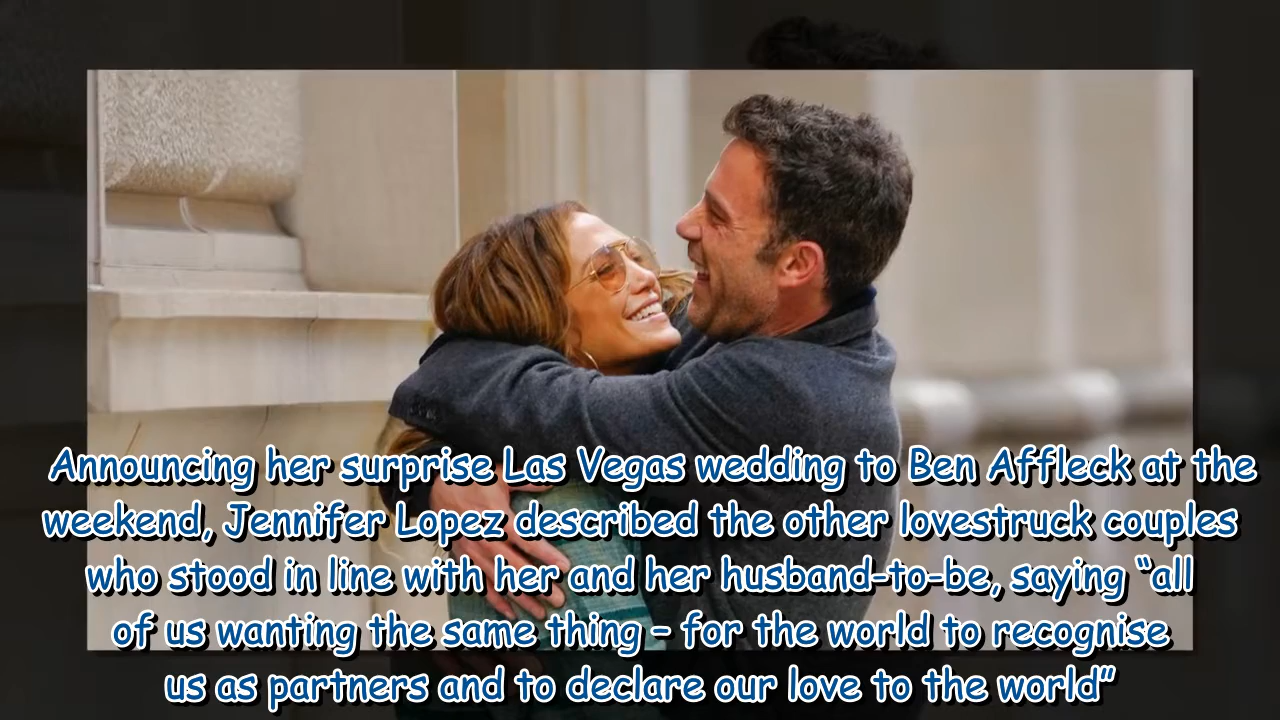 Announcing her surprise Las Vegas wedding to Ben Affleck at the
weekend, Jennifer Lopez described the other lovestruck couples
who stood in line with her and her husband-to-be, saying “all
of us wanting the same thing – for the world to recognise
us as partners and to declare our love to the world”